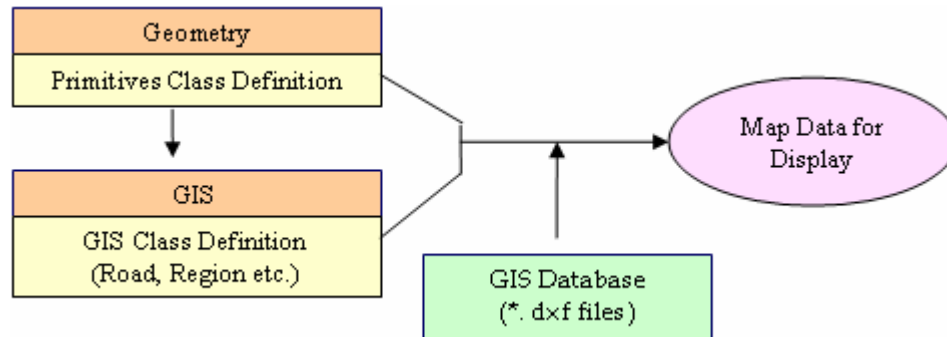 Geometry
Primitives Class Definition
GIS
GIS Class Definition
(Road, Region etc.)
Map Data for
Display
GIS Database
(*. dxf files)